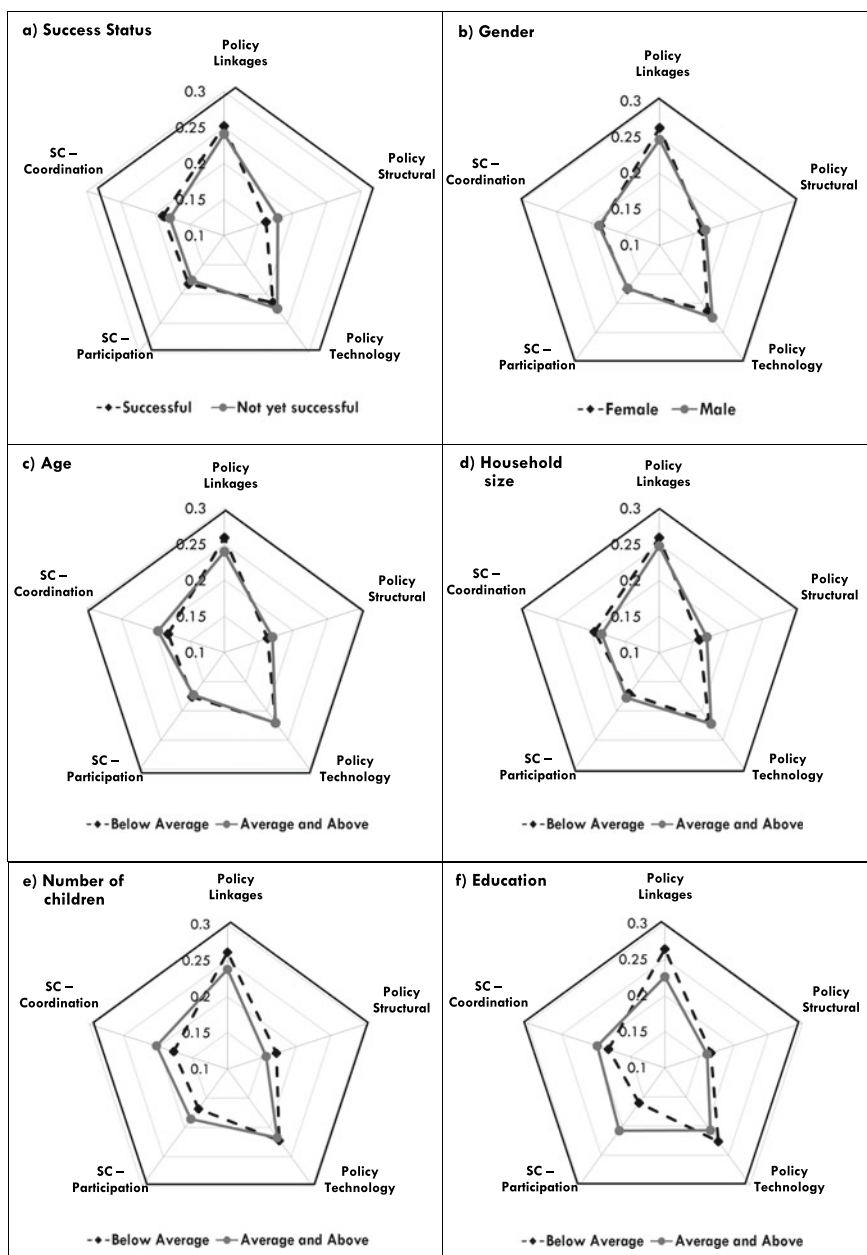 a) Success Status
Policy
Linkages
0.3
0.25
0.2
0.15
0.1
SC –
Coordination
Policy
Structural
SC –
Participation
Policy
Technology
Successful
Not yet successful
b) Gender
Policy
Linkages
0.3
0.25
0.2
0.15
0.1
SC –
Coordination
Policy
Structural
SC –
Participation
Policy
Technology
Female
Male
c) Age
Policy
Linkages
0.3
0.25
0.2
0.15
0.1
SC –
Coordination
Policy
Structural
SC –
Participation
Policy
Technology
Below Average
Average and Above
d) Household
size
Policy
Linkages
0.3
0.25
0.2
0.15
0.1
SC –
Coordination
Policy
Structural
SC –
Participation
Policy
Technology
Below Average
Average and Above
e) Number of
children
Policy
Linkages
0.3
0.25
0.2
0.15
0.1
SC –
Coordination
Policy
Structural
SC –
Participation
Policy
Technology
Below Average
Average and Above
f) Education
Policy
Linkages
0.3
0.25
0.2
0.15
0.1
SC –
Coordination
Policy
Structural
SC –
Participation
Policy
Technology
Below Average
Average and Above